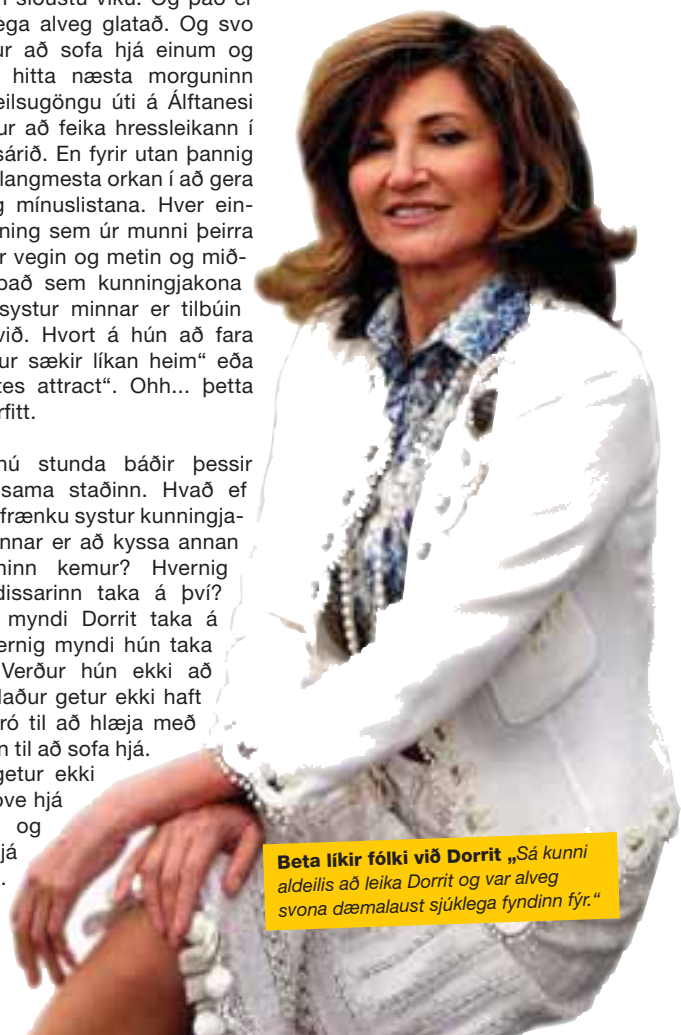 n síðustu viku. Og það er
ega alveg glatað. Og svo
ur að sofa hjá einum og
hitta næsta morguninn
eilsugöngu úti á Álftanesi
ur að feika hressleikann í
sárið. En fyrir utan þannig
langmesta orkan í að gera
g mínuslistana. Hver ein-
ning sem úr munni þeirra
r vegin og metin og mið-
það sem kunningjakona
systur minnar er tilbúin
við. Hvort á hún að fara
ur sækir líkan heim“ eða
tes attract“. Ohh... þetta
rfitt.
nú stunda báðir þessir
sama staðinn. Hvað ef
frænku systur kunningja-
nnar er að kyssa annan
ninn kemur? Hvernig
dissarinn taka á því?
myndi Dorrit taka á
ernig myndi hún taka
Verður hún ekki að
laður getur ekki haft
ró til að hlæja með
n til að sofa hjá.
getur ekki
ove hjá
og
já
.
Beta líkir fólki við Dorrit „Sá kunni
aldeilis að leika Dorrit og var alveg
svona dæmalaust sjúklega fyndinn fýr.“